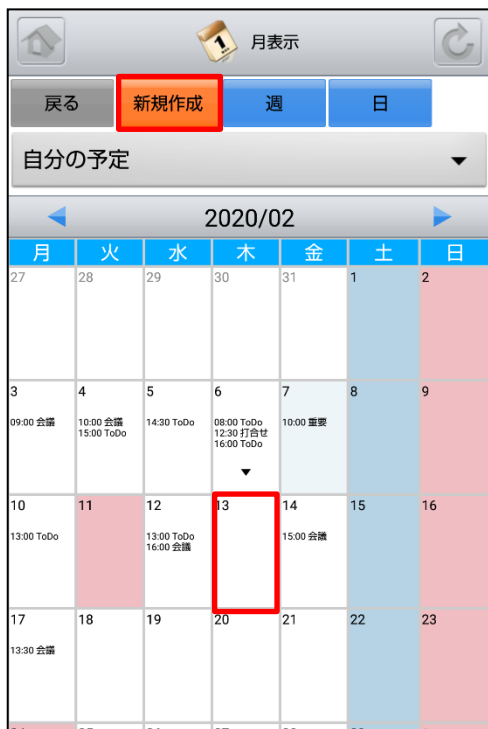 1
月表示
戻る 新規作成 週 日
自分の予定
2020/02
月 火 水 木 金 土 日
27 28 29 30 31 1 2
3 4 5 6 7 8 9
09:00 会議 10:00 会議 14:30 ToDo 08:00 ToDo 10:00 重要
15:00 ToDo 12:30 打合せ
16:00 ToDo
10 11 12 13 14 15 16
13:00 ToDo 13:00 ToDo 15:00 会議
16:00 会議
17 18 19 20 21 22 23
13:30 会議